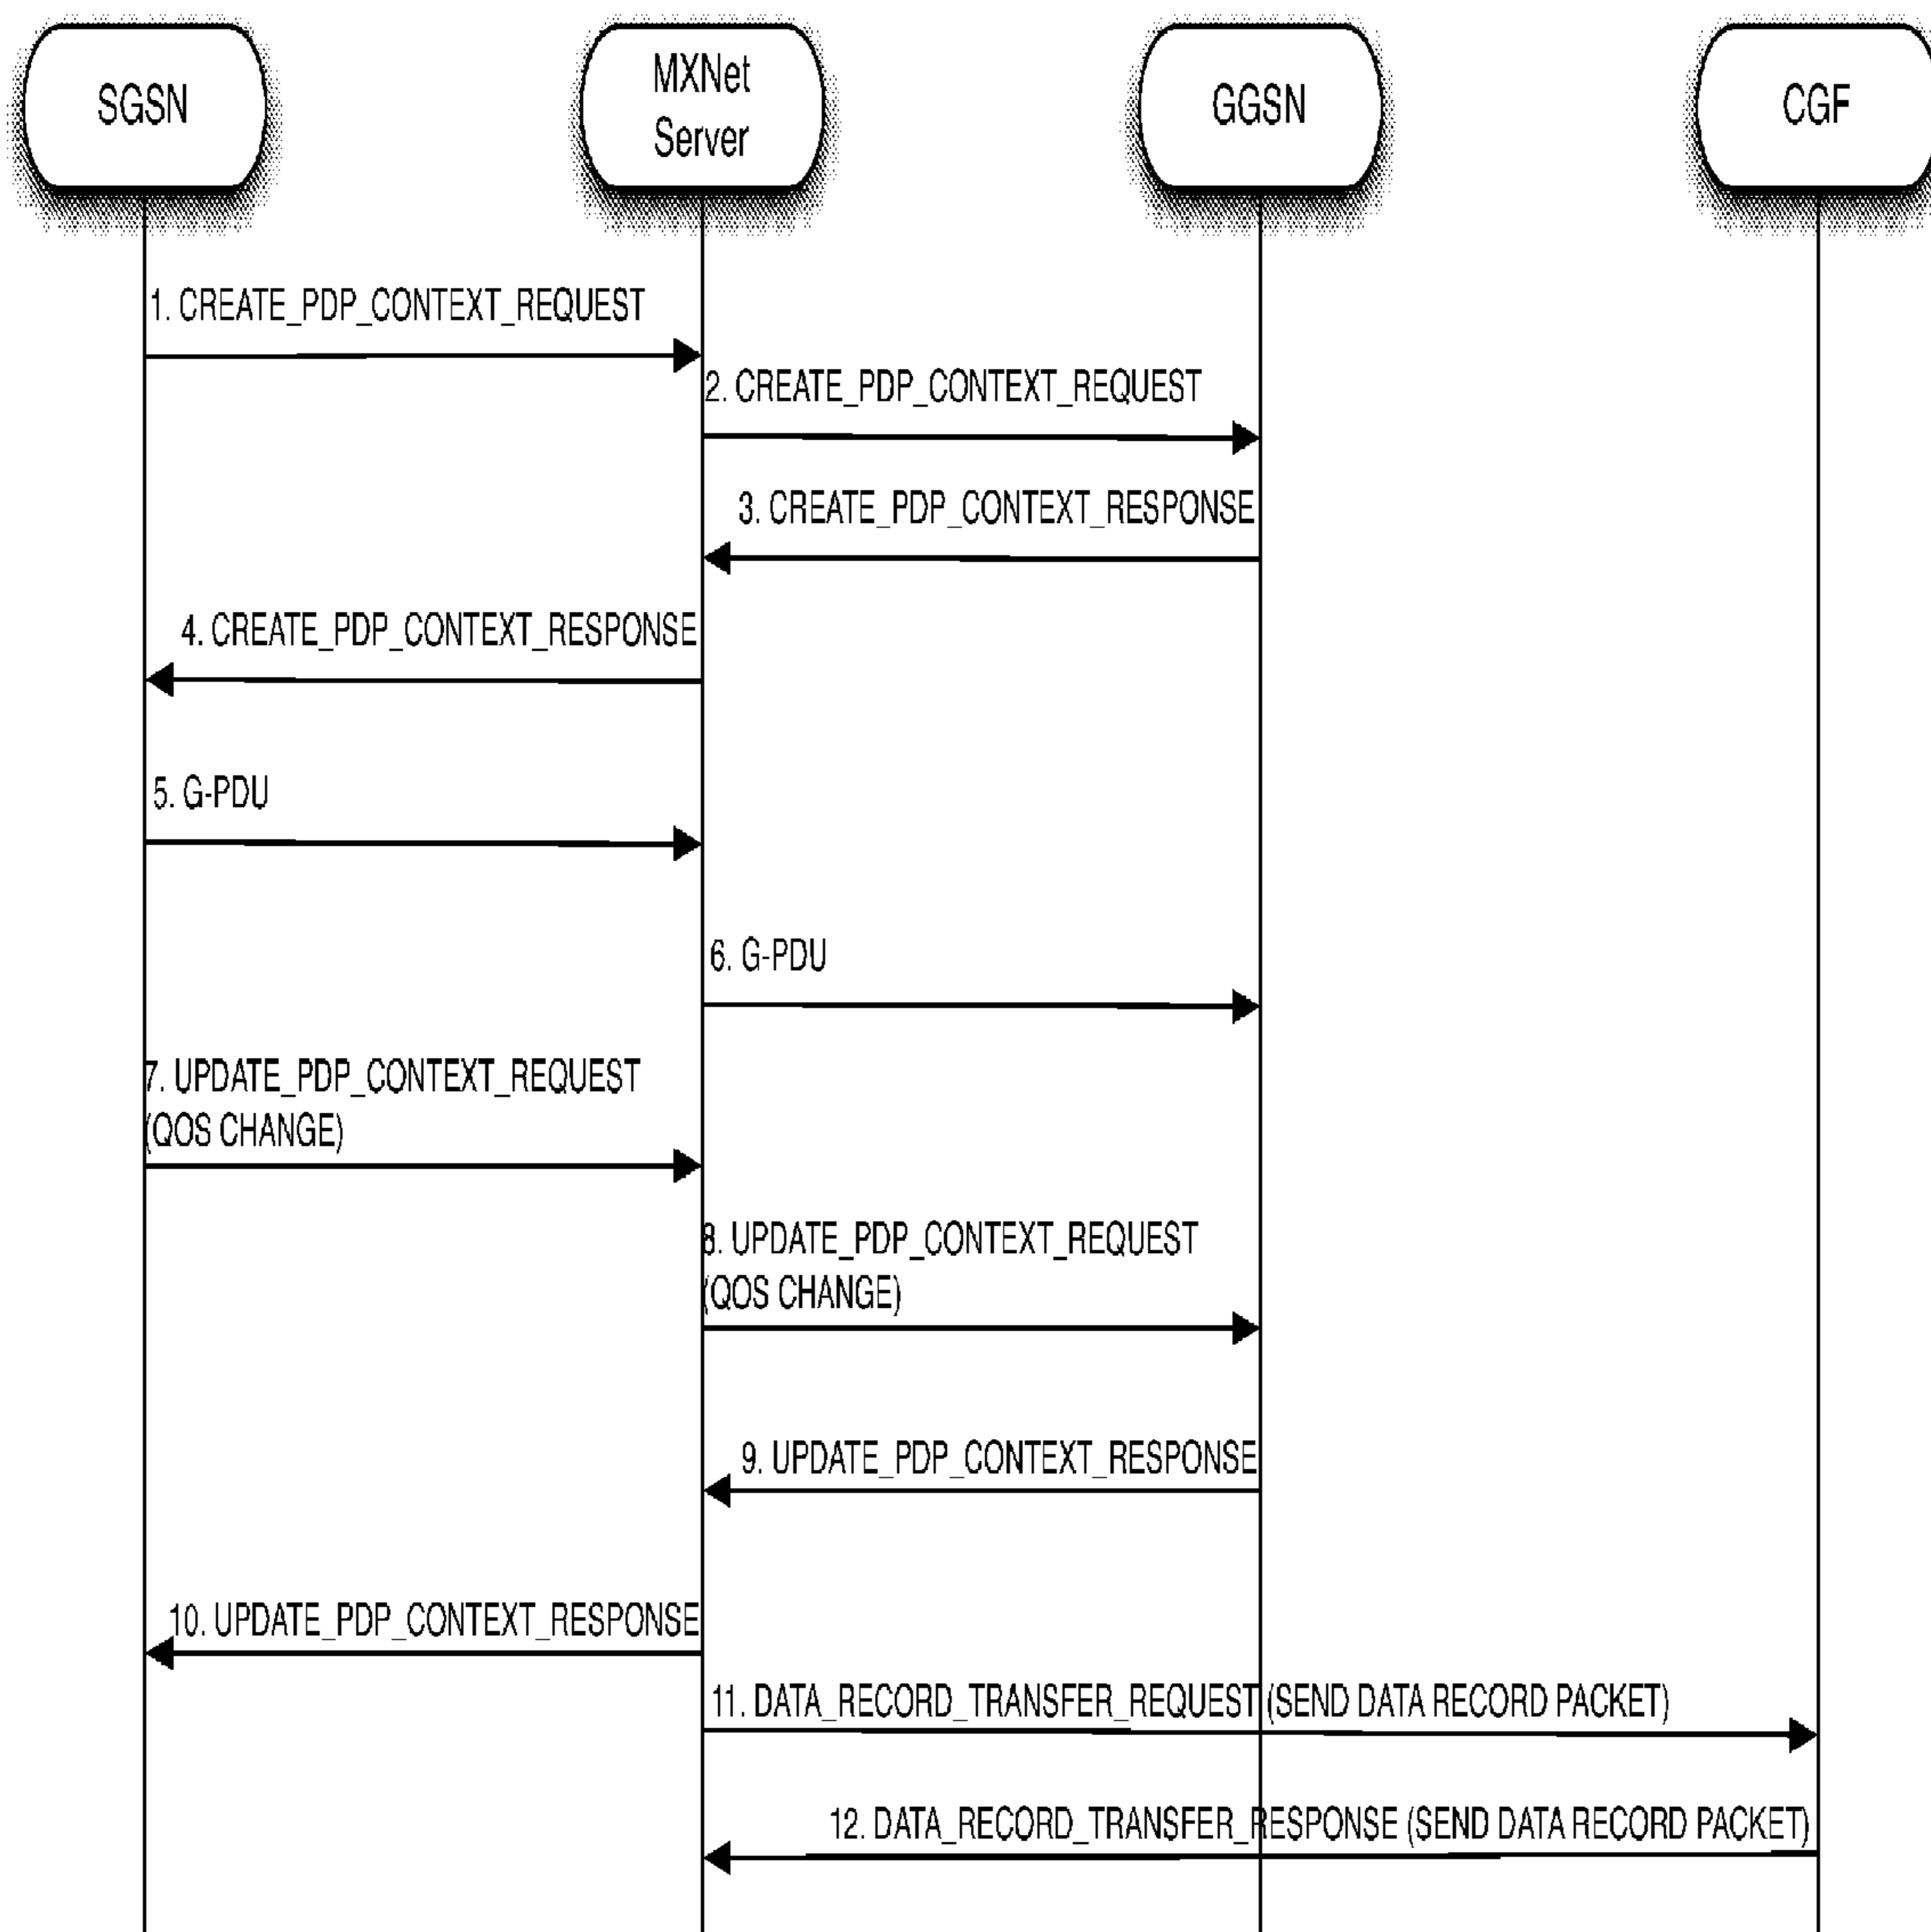 SGSN
MXNet
Server
GGSN
CGF
1. CREATE_PDP_CONTEXT_REQUEST
2. CREATE_PDP_CONTEXT_REQUEST
3. CREATE_PDP_CONTEXT_RESPONSE
4. CREATE_PDP_CONTEXT_RESPONSE
5. G-PDU
6. G-PDU
7. UPDATE_PDP_CONTEXT_REQUEST
(QOS CHANGE)
8. UPDATE_PDP_CONTEXT_REQUEST
(QOS CHANGE)
9. UPDATE_PDP_CONTEXT_RESPONSE
10. UPDATE_PDP_CONTEXT_RESPONSE
11. DATA_RECORD_TRANSFER_REQUEST (SEND DATA RECORD PACKET)
12. DATA_RECORD_TRANSFER_RESPONSE (SEND DATA RECORD PACKET)